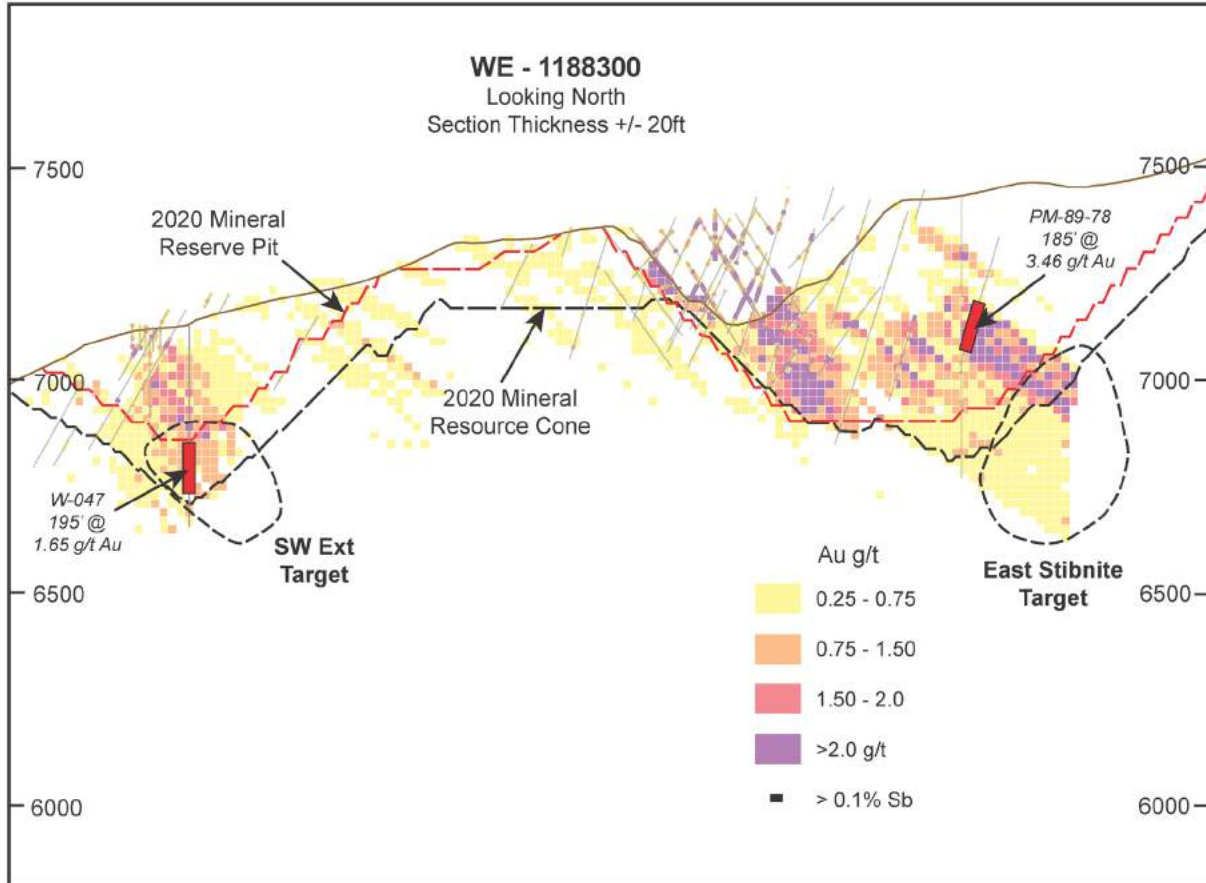 WE - 1188300
Looking North
Section Thickness +/- 20ft
7500
7500
2020 Mineral
Reserve Pit
PM-89-78
185' @
3.46 g/t Au
7000
7000
2020 Mineral
Resource Cone
W-047
195' @
1.65 g/t Au
SW Ext
Target
East Stibnite
Target
6500
6500
Au g/t
0.25 - 0.75
0.75 - 1.50
1.50 - 2.0
>2.0 g/t
> 0.1% Sb
6000
6000